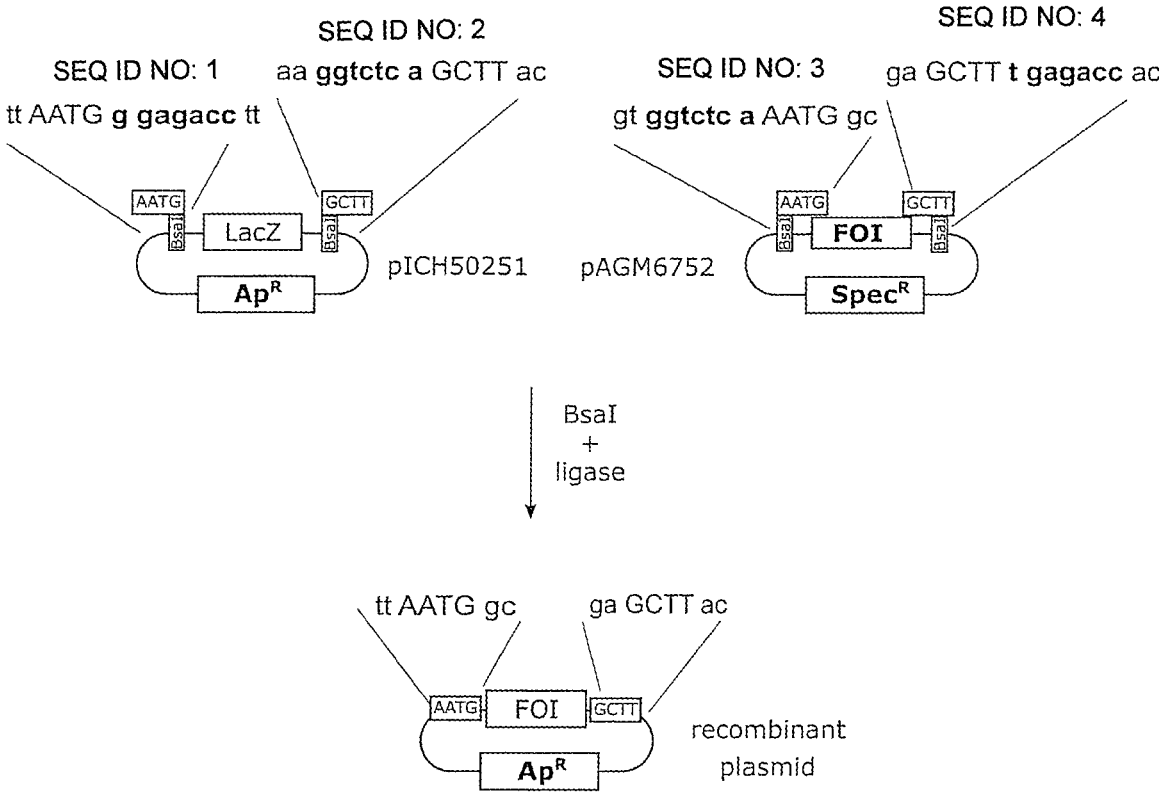 SEQ ID NO: 1
tt AATG g gagacc tt
SEQ ID NO: 2
aa ggtctc a GCTT ac
SEQ ID NO: 3
gt ggtctc a AATG gc
SEQ ID NO: 4
ga GCTT t gagacc ac
AATG
BsaI
LacZ
GCTT
BsaI
Ap^R
pICH50251
pAGM6752
AATG
BsaI
FOI
GCTT
BsaI
Spec^R
BsaI
+
ligase
tt AATG gc
ga GCTT ac
AATG
FOI
GCTT
Ap^R
recombinant
plasmid